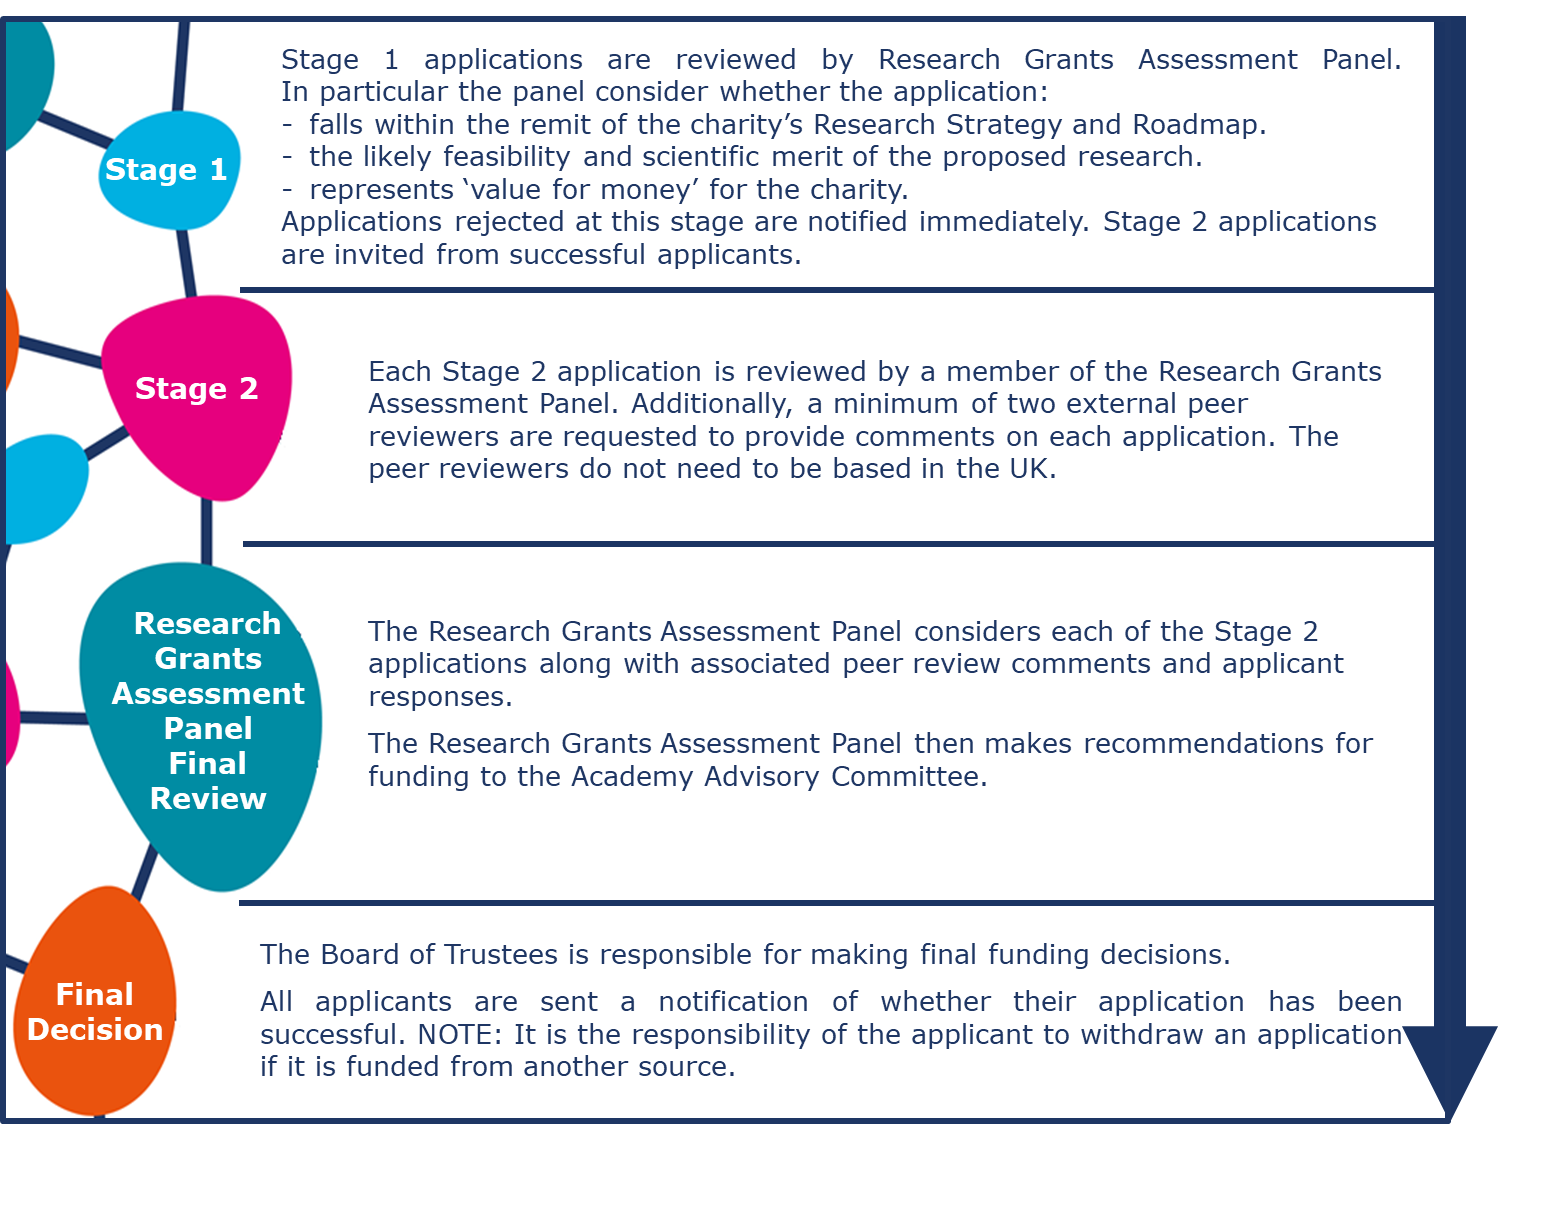 Stage 1 applications are reviewed by Research Grants Assessment Panel.
In particular the panel consider whether the application:
- falls within the remit of the charity’s Research Strategy and Roadmap.
- the likely feasibility and scientific merit of the proposed research.
- represents ‘value for money’ for the charity.
Applications rejected at this stage are notified immediately. Stage 2 applications
are invited from successful applicants.
Stage 1
Each Stage 2 application is reviewed by a member of the Research Grants
Assessment Panel. Additionally, a minimum of two external peer
reviewers are requested to provide comments on each application. The
peer reviewers do not need to be based in the UK.
Stage 2
The Research Grants Assessment Panel considers each of the Stage 2
applications along with associated peer review comments and applicant
responses.
The Research Grants Assessment Panel then makes recommendations for
funding to the Academy Advisory Committee.
Research
Grants
Assessment
Panel
Final
Review
The Board of Trustees is responsible for making final funding decisions.
All applicants are sent a notification of whether their application has been
successful. NOTE: It is the responsibility of the applicant to withdraw an application
if it is funded from another source.
Final
Decision